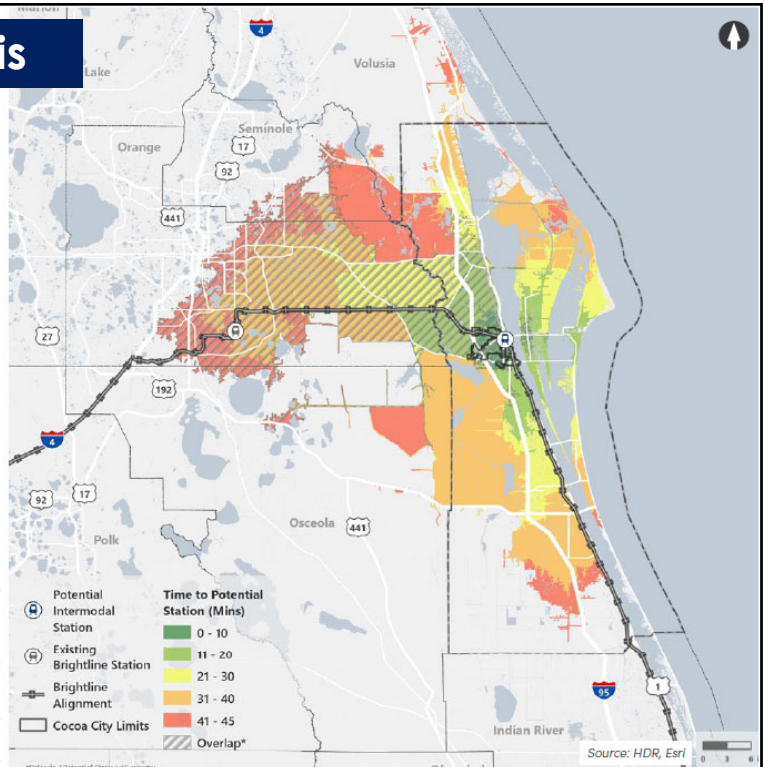 is
Marion
4
Lake
Volusia
Seminole
Orange
17
92
441
27
192
4
92
17
Polk
Osceola
441
95
1
Indian River
Potential
Intermodal
Station
Existing
Brightline Station
Brightline
Alignment
Cocoa City Limits
Time to Potential
Station (Mins)
0 - 10
11 - 20
21 - 30
31 - 40
41 - 45
Overlap*
Source: HDR, Esri
0 3 6